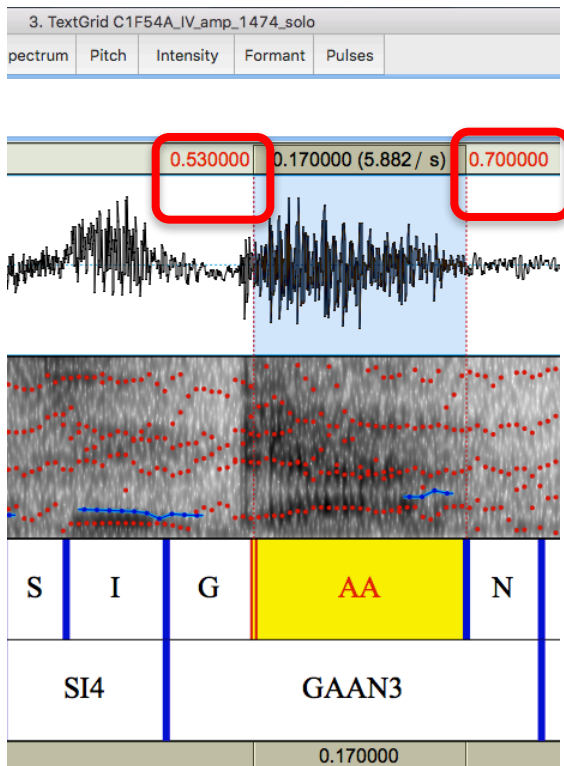 3. TextGrid C1F54A_IV_amp_1474_solo
pectrum Pitch Intensity Formant Pulses
0.530000 0.170000 (5.882 / s) 0.700000
S I G AA N
SI4 GAAN3
0.170000